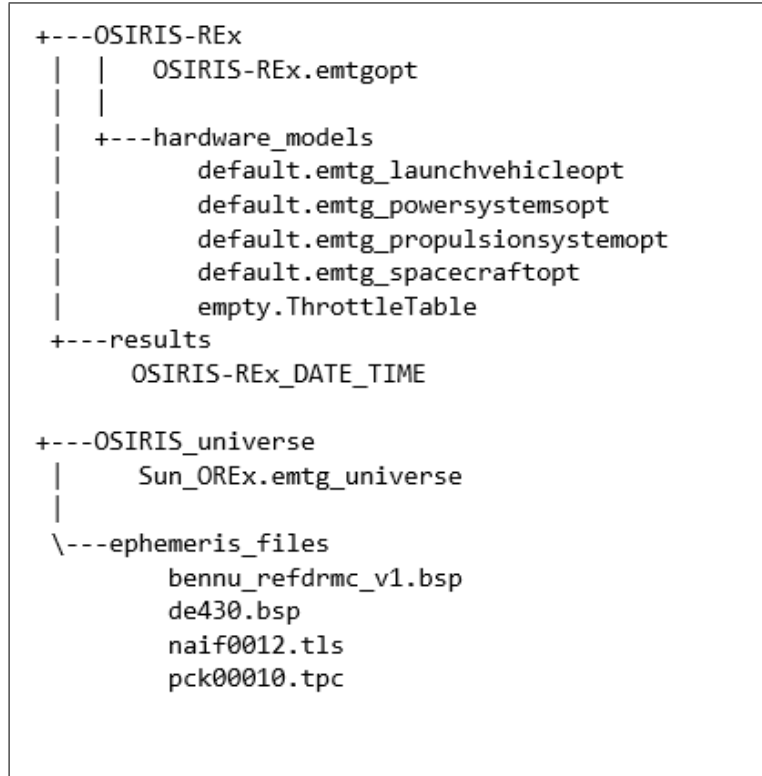 +---OSIRIS-REx
|   |   OSIRIS-REx.emtgopt
|   |
|   +---hardware_models
|           default.emtg_launchvehicleopt
|           default.emtg_powersystemsopt
|           default.emtg_propulsionsystemopt
|           default.emtg_spacecraftopt
|           empty.ThrottleTable
+---results
        OSIRIS-REx_DATE_TIME

+---OSIRIS_universe
|       Sun_OREx.emtg_universe
|
\---ephemeris_files
        bennu_refdrmc_v1.bsp
        de430.bsp
        naif0012.tls
        pck00010.tpc